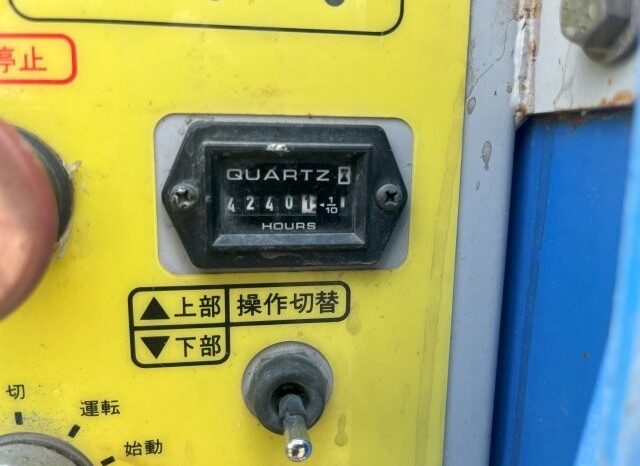 停止
QUARTZ
42401 1/10
HOURS
▲上部 操作切替
▼下部
切 運転
始動